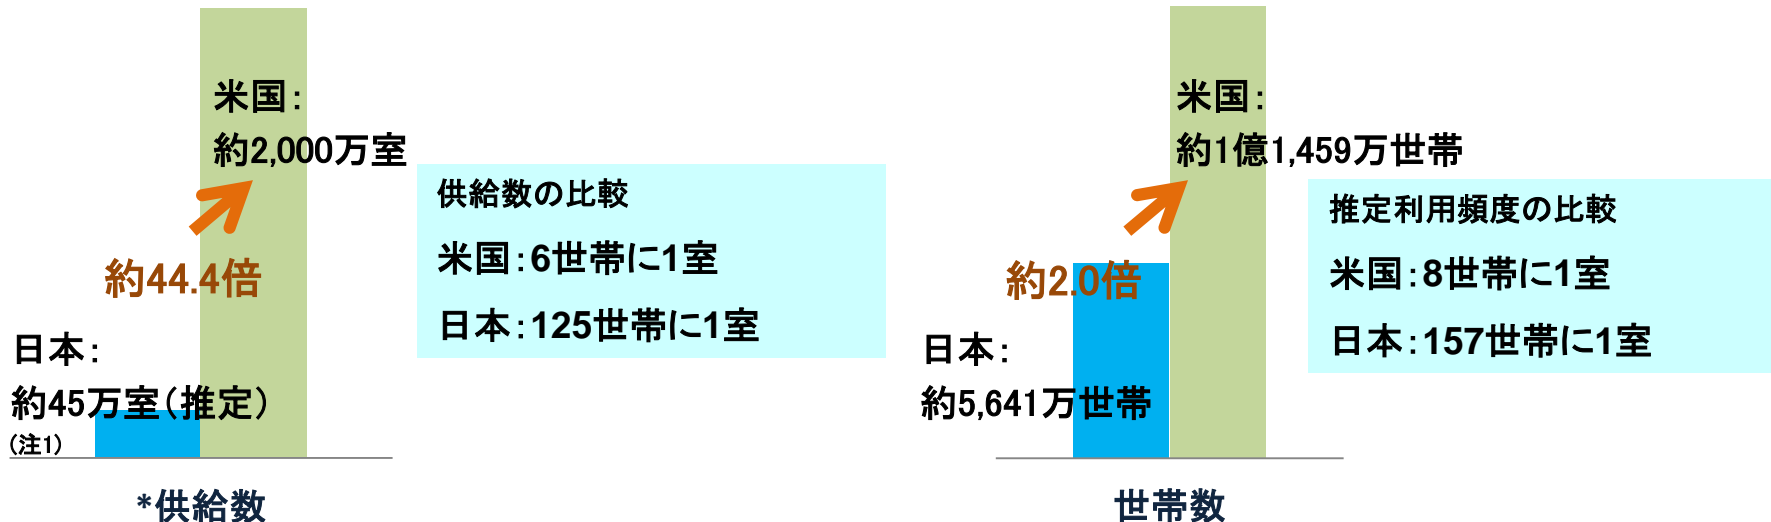 米国：
約2,000万室
供給数の比較
米国：6世帯に1室
日本：125世帯に1室
約44.4倍
日本：
約45万室（推定）
（注1）
*供給数
米国：
約1億1,459万世帯
推定利用頻度の比較
米国：8世帯に1室
日本：157世帯に1室
約2.0倍
日本：
約5,641万世帯
世帯数